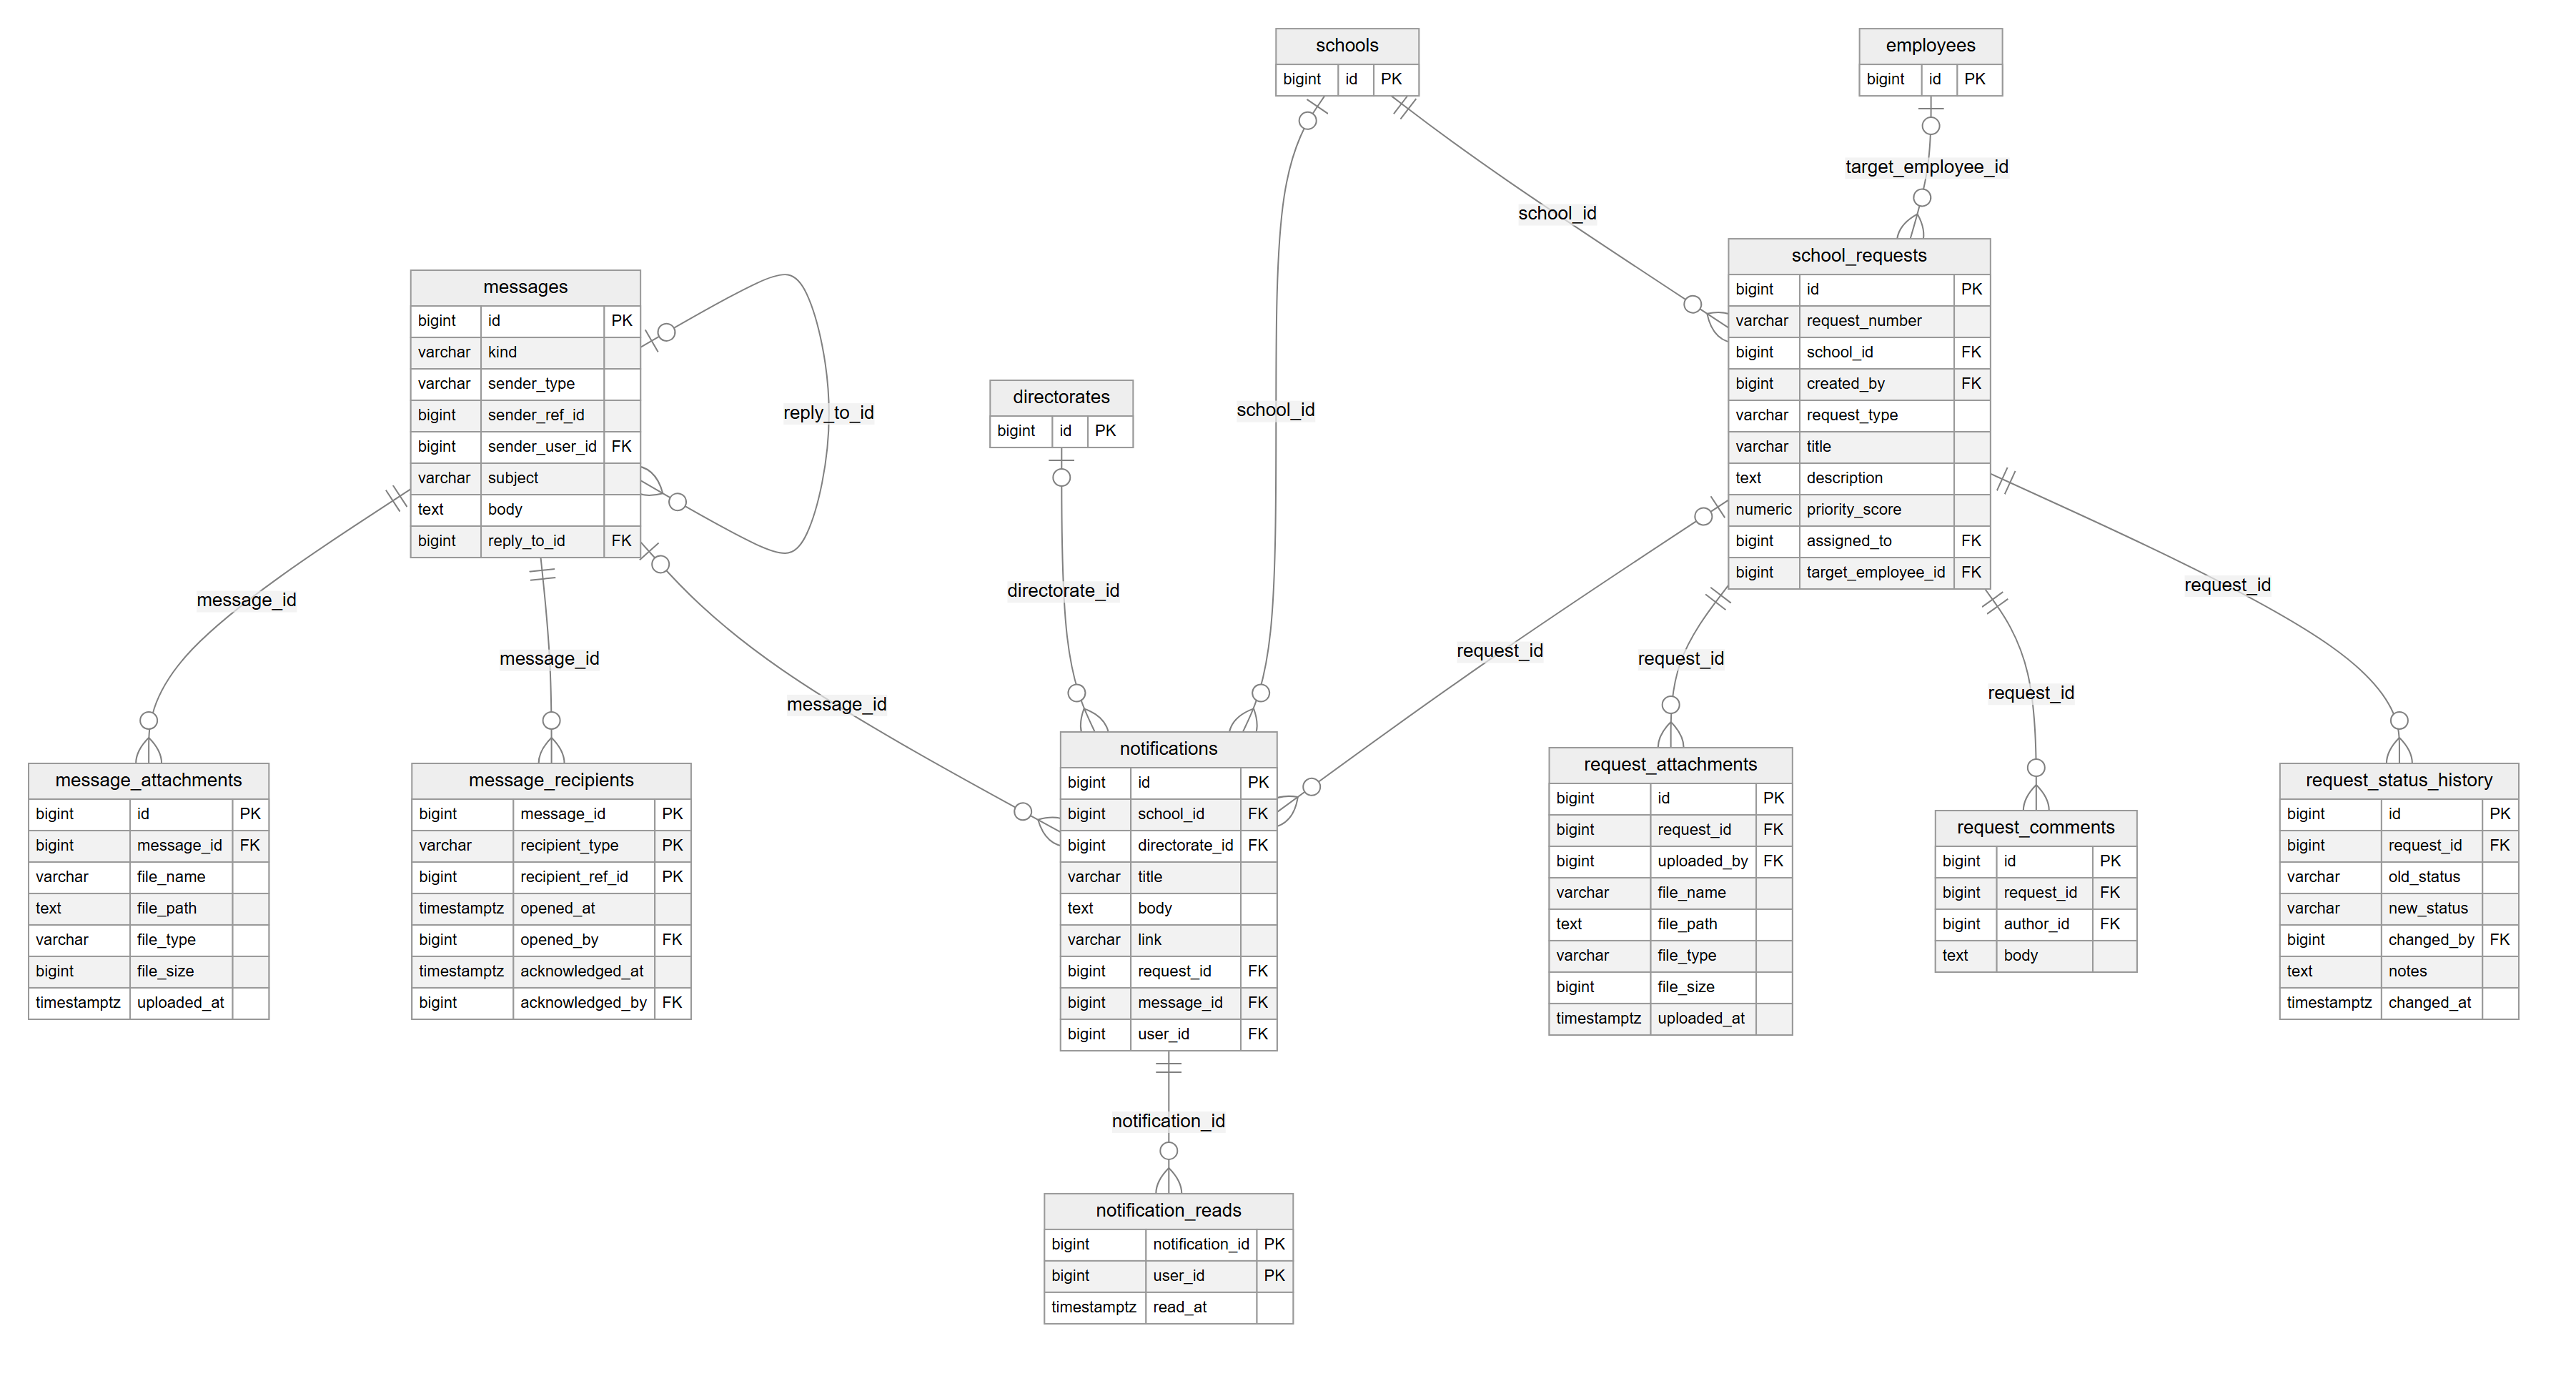 schools
bigint id PK
employees
bigint id PK
target_employee_id
school_id
school_requests
bigint id PK
varchar request_number
bigint school_id FK
bigint created_by FK
varchar request_type
varchar title
text description
numeric priority_score
bigint assigned_to FK
bigint target_employee_id FK
messages
bigint id PK
varchar kind
varchar sender_type
bigint sender_ref_id
bigint sender_user_id FK
varchar subject
text body
bigint reply_to_id FK
reply_to_id
directorates
bigint id PK
school_id
directorate_id
message_id
message_id
message_id
request_id
request_id
request_id
request_id
message_attachments
bigint id PK
bigint message_id FK
varchar file_name
text file_path
varchar file_type
bigint file_size
timestamptz uploaded_at
message_recipients
bigint message_id PK
varchar recipient_type PK
bigint recipient_ref_id PK
timestamptz opened_at
bigint opened_by FK
timestamptz acknowledged_at
bigint acknowledged_by FK
notifications
bigint id PK
bigint school_id FK
bigint directorate_id FK
varchar title
text body
varchar link
bigint request_id FK
bigint message_id FK
bigint user_id FK
request_attachments
bigint id PK
bigint request_id FK
bigint uploaded_by FK
varchar file_name
text file_path
varchar file_type
bigint file_size
timestamptz uploaded_at
request_comments
bigint id PK
bigint request_id FK
bigint author_id FK
text body
request_status_history
bigint id PK
bigint request_id FK
varchar old_status
varchar new_status
bigint changed_by FK
text notes
timestamptz changed_at
notification_id
notification_reads
bigint notification_id PK
bigint user_id PK
timestamptz read_at